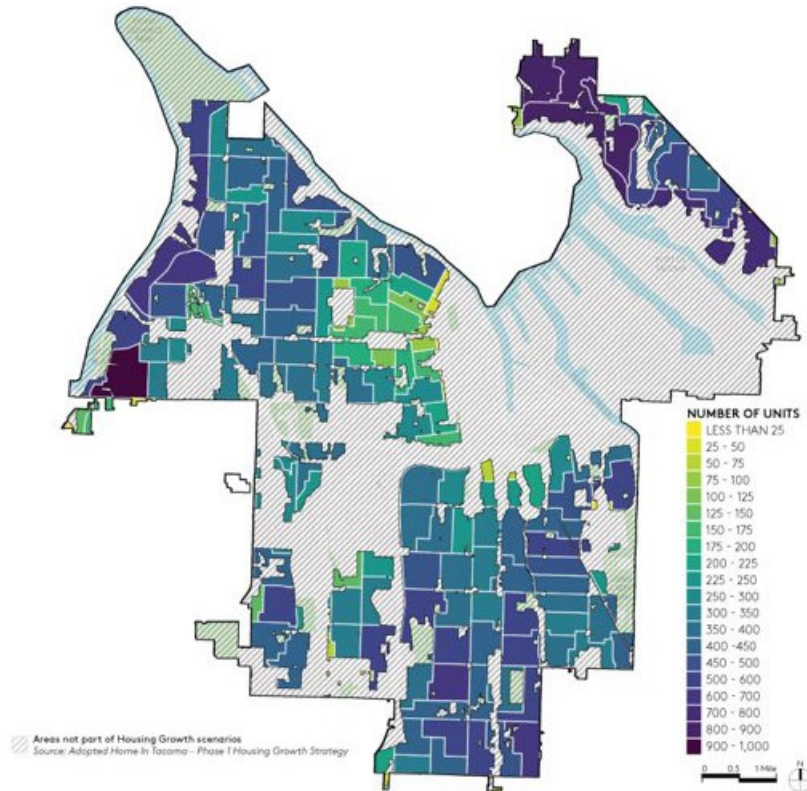 NUMBER OF UNITS
LESS THAN 25
25 - 50
50 - 75
75 - 100
100 - 125
125 - 150
150 - 175
175 - 200
200 - 225
225 - 250
250 - 300
300 - 350
350 - 400
400 -450
450 - 500
500 - 600
600 - 700
700 - 800
800 - 900
900 - 1,000
Areas not part of Housing Growth scenarios
Source: Adopted Home In Tacoma - Phase 1 Housing Growth Strategy
0 0.5 1 Mile
N